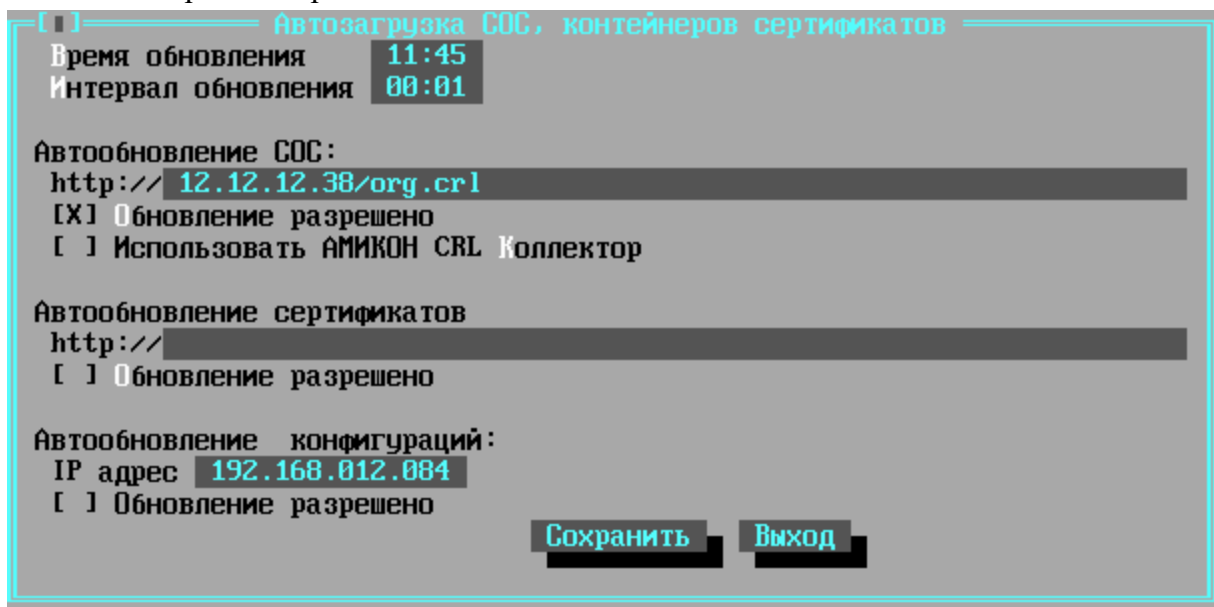 [▮] Автозагрузка СОС, контейнеров сертификатов
Время обновления 11:45
Интервал обновления 00:01
Автообновление СОС:
http:// 12.12.12.38/org.crl
[X] Обновление разрешено
[ ] Использовать АМИКОН CRL Коллектор
Автообновление сертификатов
http://
[ ] Обновление разрешено
Автообновление конфигураций:
IP адрес 192.168.012.084
[ ] Обновление разрешено
Сохранить Выход